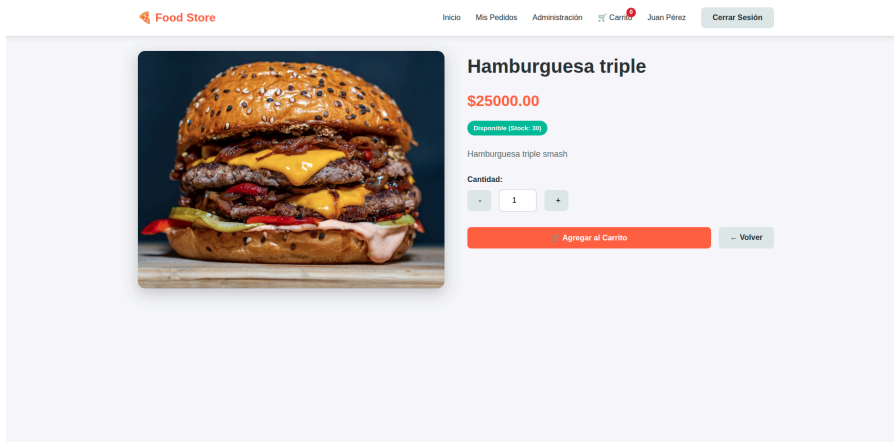 Food Store
Inicio Mis Pedidos Administración Carrito 0 Juan Pérez Cerrar Sesión
Hamburguesa triple
$25000.00
Disponible (Stock: 30)
Hamburguesa triple smash
Cantidad:
- 1 +
Agregar al Carrito ← Volver